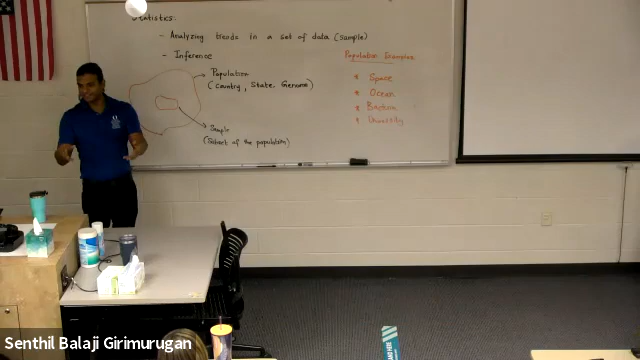 Statistics:
- Analyzing trends in a set of data (sample)
- Inference
Population
(Country, State, Genome)
Sample
(Subset of the population)
Population Examples
* Space
* Ocean
* Bacteria
* University
Senthil Balaji Girimurugan